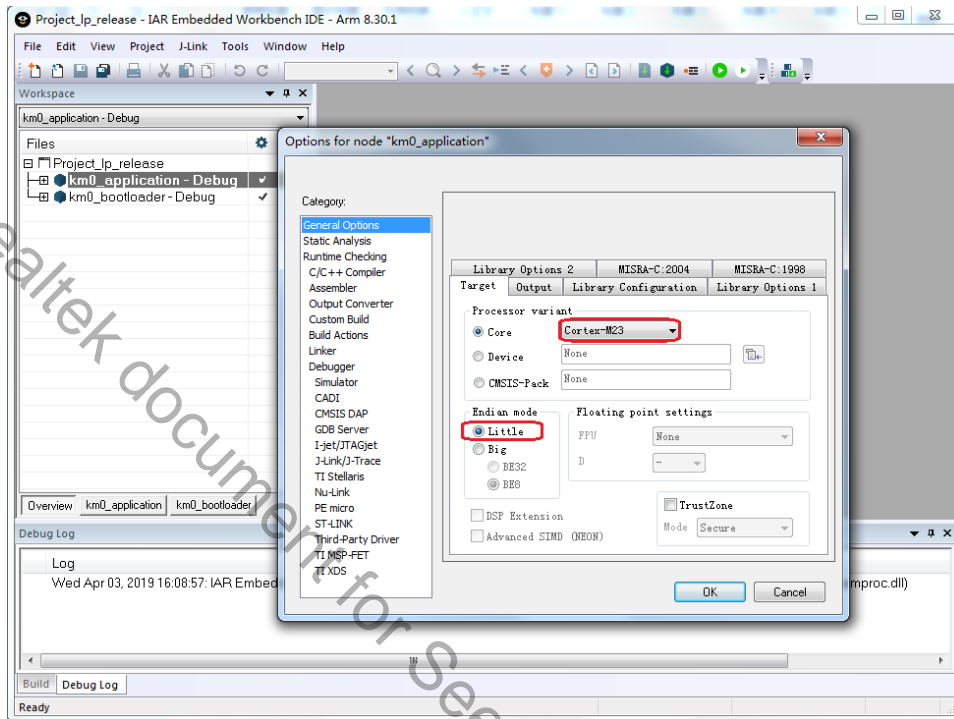 Project_lp_release - IAR Embedded Workbench IDE - Arm 8.30.1
File Edit View Project J-Link Tools Window Help
Workspace
km0_application - Debug
Files
Project_lp_release
km0_application - Debug
km0_bootloader - Debug
Overview km0_application km0_bootloader
Options for node "km0_application"
Category:
General Options
Static Analysis
Runtime Checking
C/C++ Compiler
Assembler
Output Converter
Custom Build
Build Actions
Linker
Debugger
Simulator
CADI
CMSIS DAP
GDB Server
I-jet/JTAGjet
J-Link/J-Trace
TI Stellaris
Nu-Link
PE micro
ST-LINK
Third-Party Driver
TI MSP-FET
TI XDS
Library Options 2 MISRA-C:2004 MISRA-C:1998
Target Output Library Configuration Library Options 1
Processor variant
Core Cortex-M23
Device None
CMSIS-Pack None
Endian mode
Little
Big
BE32
BE8
Floating point settings
FPU None
D -
DSP Extension
Advanced SIMD (NEON)
TrustZone
Mode Secure
OK Cancel
Debug Log
Log
Wed Apr 03, 2019 16:08:57: IAR Embed
mproc.dll)
Build Debug Log
Ready
ealtek document for See